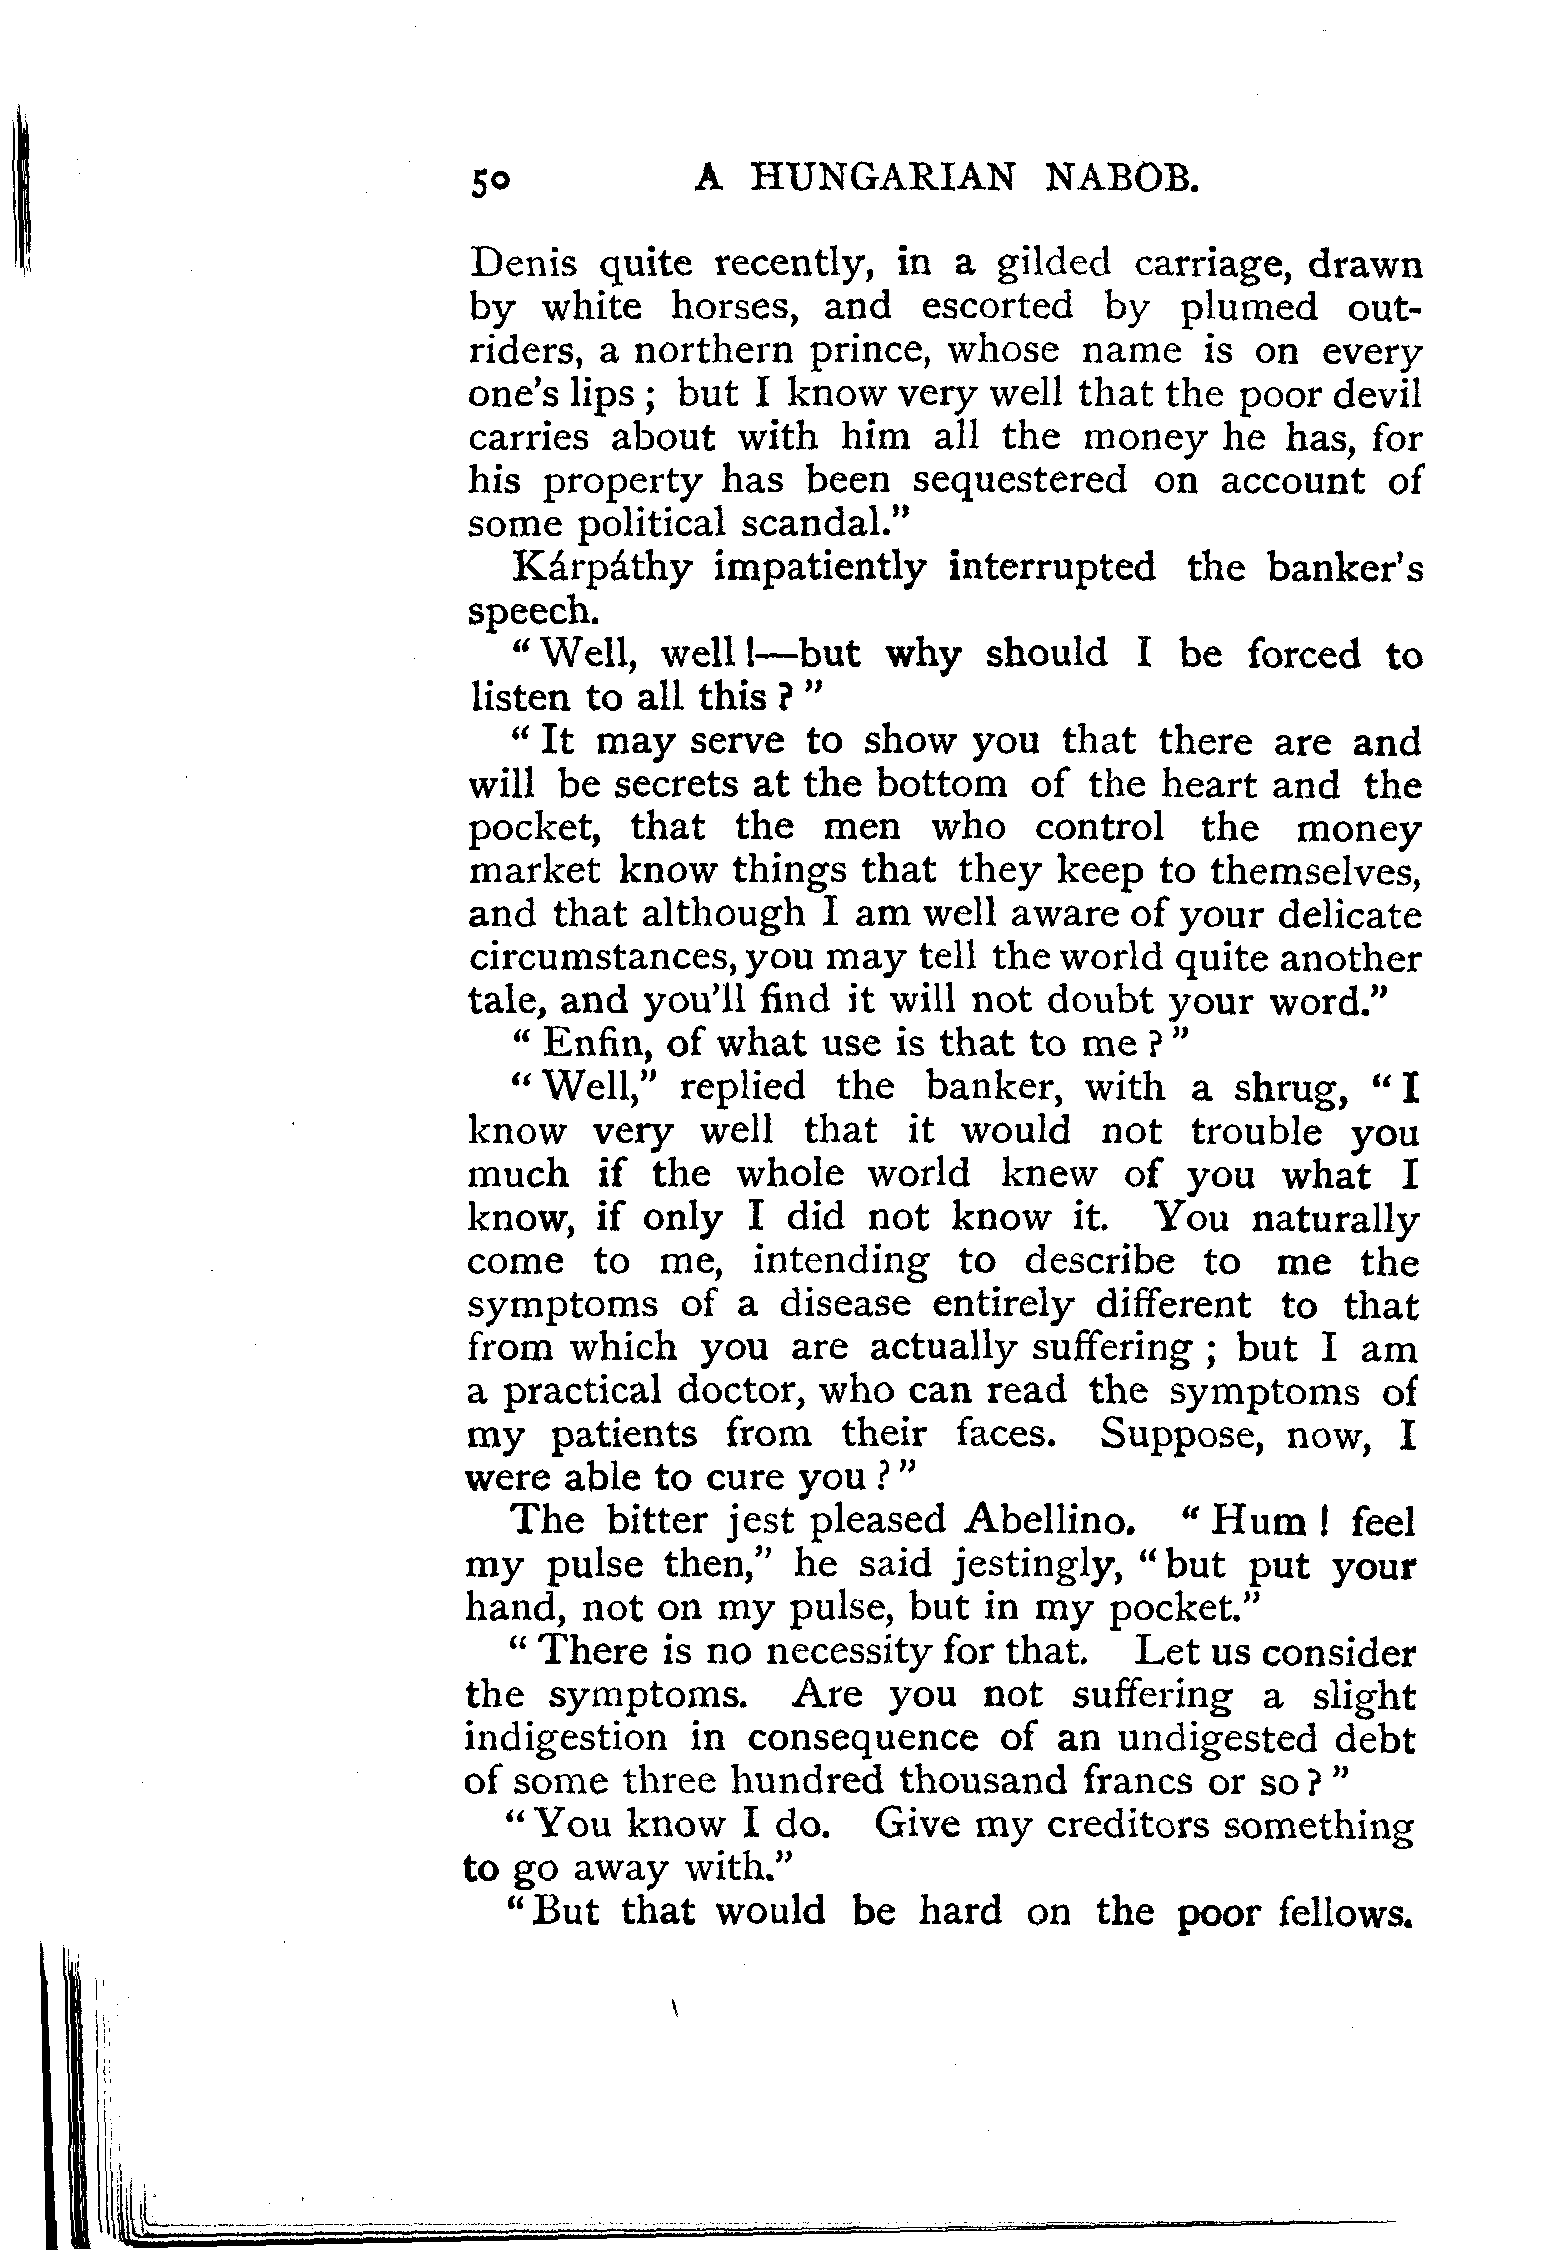 50 A HUNGARIAN NABOB.
Denis quite recently, in a gilded carriage, drawn
by white horses, and escorted by plumed out-
riders, a northern prince, whose name is on every
one's lips ; but I know very well that the poor devil
carries about with him all the money he has, for
his property has been sequestered on account of
some political scandal."
Kárpáthy impatiently interrupted the banker's
speech.
"Well, well!—but why should I be forced to
listen to all this ?"
"It may serve to show you that there are and
will be secrets at the bottom of the heart and the
pocket, that the men who control the money
market know things that they keep to themselves,
and that although I am well aware of your delicate
circumstances, you may tell the world quite another
tale, and you'll find it will not doubt your word."
"Enfin, of what use is that to me ?"
"Well," replied the banker, with a shrug, "I
know very well that it would not trouble you
much if the whole world knew of you what I
know, if only I did not know it. You naturally
come to me, intending to describe to me the
symptoms of a disease entirely different to that
from which you are actually suffering ; but I am
a practical doctor, who can read the symptoms of
my patients from their faces. Suppose, now, I
were able to cure you ?"
The bitter jest pleased Abellino. "Hum ! feel
my pulse then," he said jestingly, "but put your
hand, not on my pulse, but in my pocket."
"There is no necessity for that. Let us consider
the symptoms. Are you not suffering a slight
indigestion in consequence of an undigested debt
of some three hundred thousand francs or so ?"
"You know I do. Give my creditors something
to go away with."
"But that would be hard on the poor fellows.